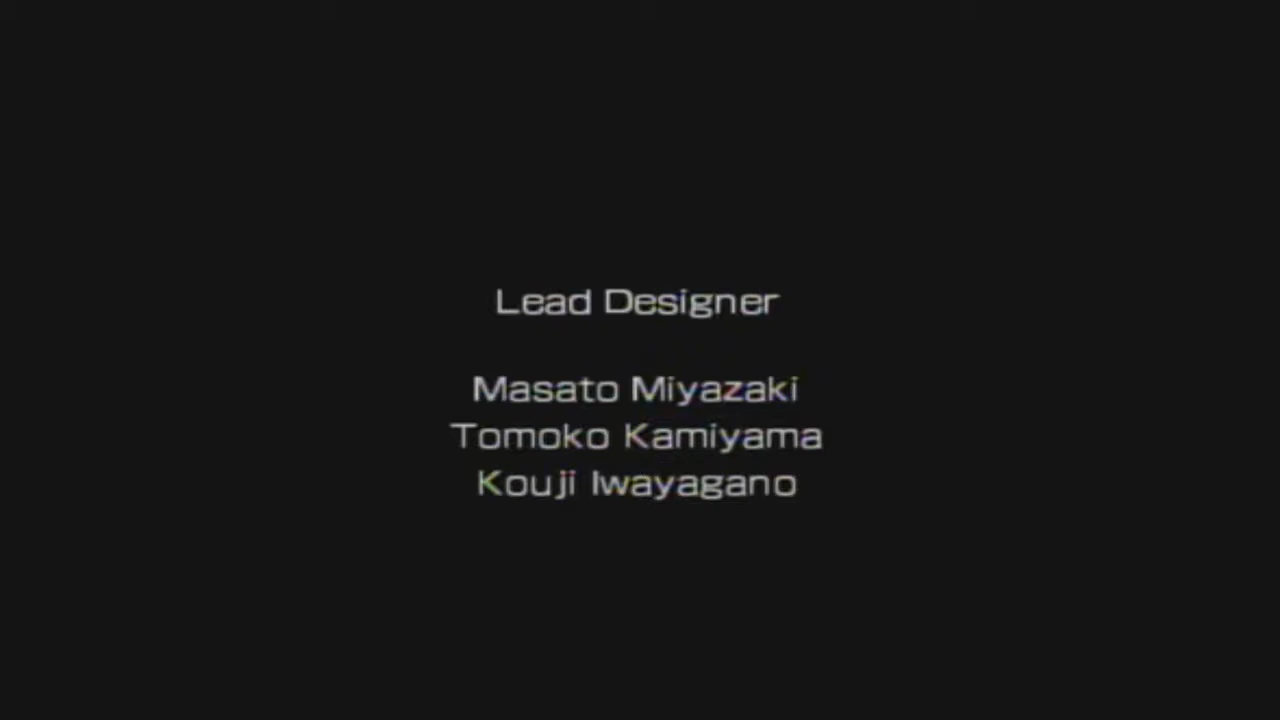 Lead Designer
Masato Miyazaki
Tomoko Kamiyama
Kouji Iwayagano